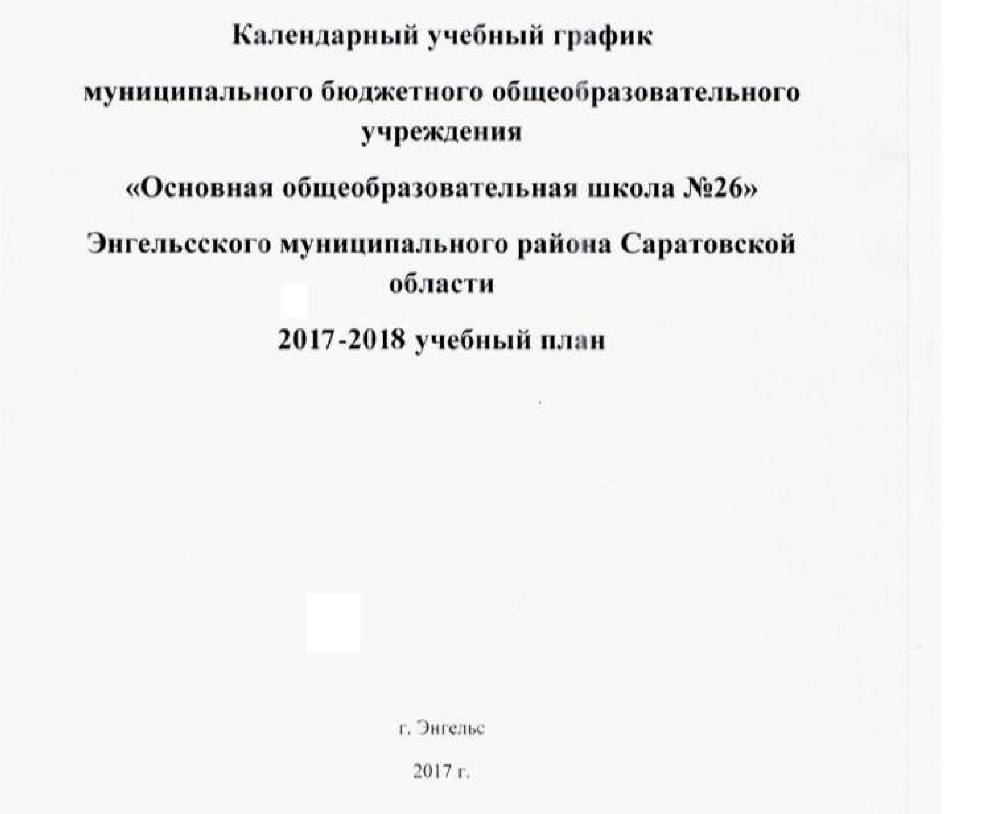 Календарный учебный график
муниципального бюджетного общеобразовательного
учреждения
«Основная общеобразовательная школа №26»
Энгельсского муниципального района Саратовской
области
2017-2018 учебный план
г. Энгельс
2017 г.